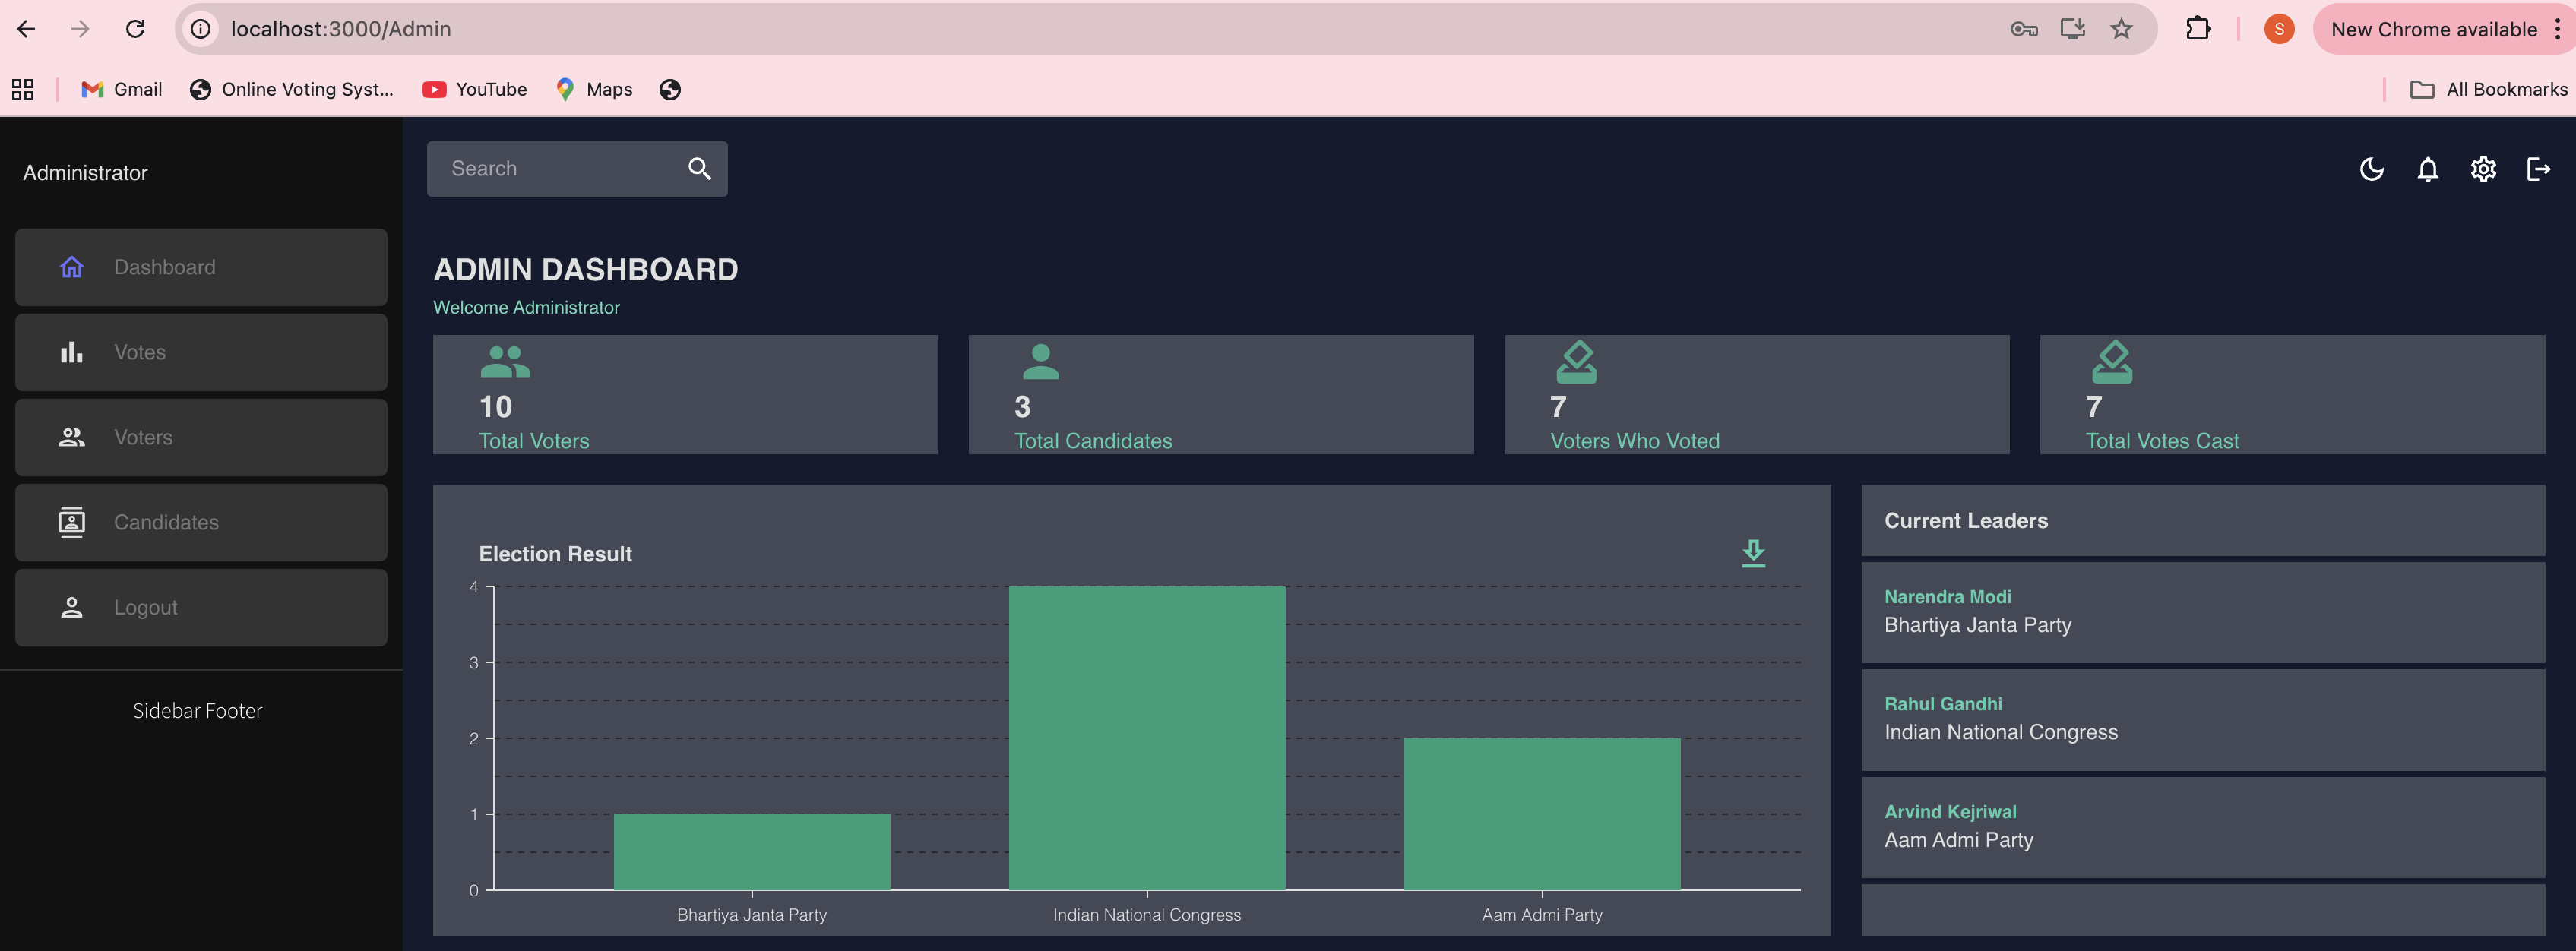 localhost:3000/Admin
New Chrome available
Gmail
Online Voting Syst...
YouTube
Maps
All Bookmarks
Administrator
Dashboard
Votes
Voters
Candidates
Logout
Sidebar Footer
Search
ADMIN DASHBOARD
Welcome Administrator
10
Total Voters
3
Total Candidates
7
Voters Who Voted
7
Total Votes Cast
Election Result
4
3
2
1
0
Bhartiya Janta Party
Indian National Congress
Aam Admi Party
Current Leaders
Narendra Modi
Bhartiya Janta Party
Rahul Gandhi
Indian National Congress
Arvind Kejriwal
Aam Admi Party